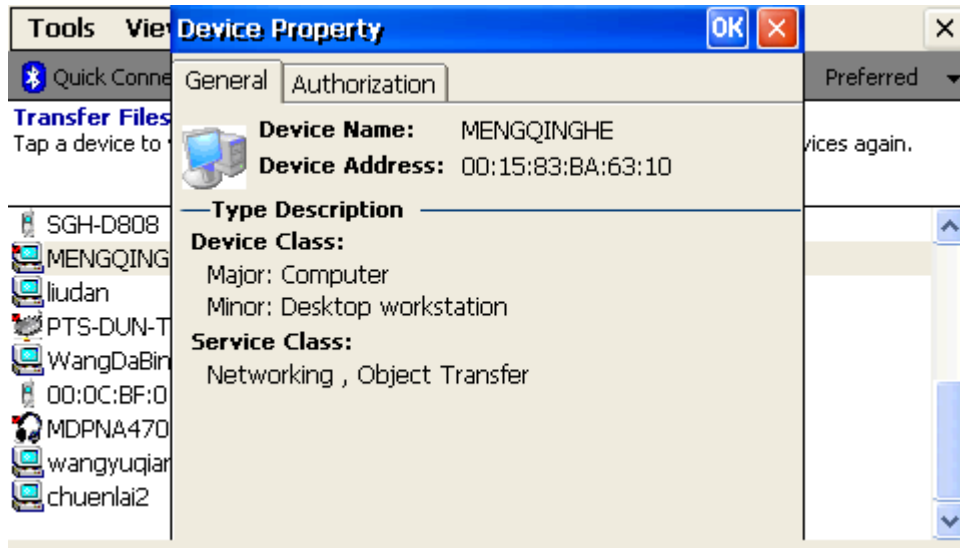 Tools View Device Property OK
Quick Conne Preferred
General Authorization
Transfer Files
Tap a device to vices again.
Device Name: MENGQINGHE
Device Address: 00:15:83:BA:63:10
Type Description
Device Class:
Major: Computer
Minor: Desktop workstation
Service Class:
Networking , Object Transfer
SGH-D808
MENGQING
liudan
PTS-DUN-T
WangDaBin
00:0C:BF:0
MDPNA470
wangyuqian
chuenlai2